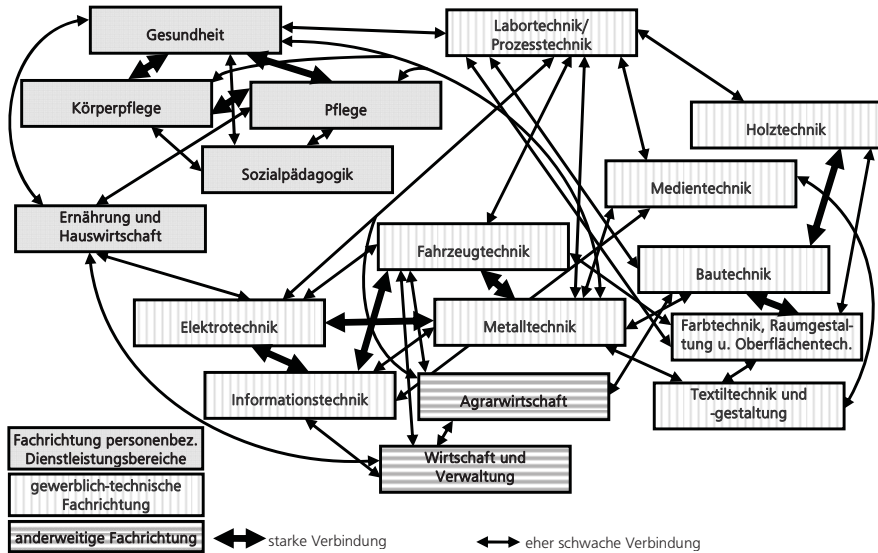 Gesundheit
Labortechnik/
Prozesstechnik
Körperpflege
Pflege
Holztechnik
Sozialpädagogik
Medientechnik
Ernährung und
Hauswirtschaft
Fahrzeugtechnik
Bautechnik
Elektrotechnik
Metalltechnik
Farbtechnik, Raumgestal-
tung u. Oberflächentech.
Informationstechnik
Agrarwirtschaft
Textiltechnik und
-gestaltung
Wirtschaft und
Verwaltung
Fachrichtung personenbez.
Dienstleistungsbereiche
gewerblich-technische
Fachrichtung
anderweitige Fachrichtung
starke Verbindung
eher schwache Verbindung